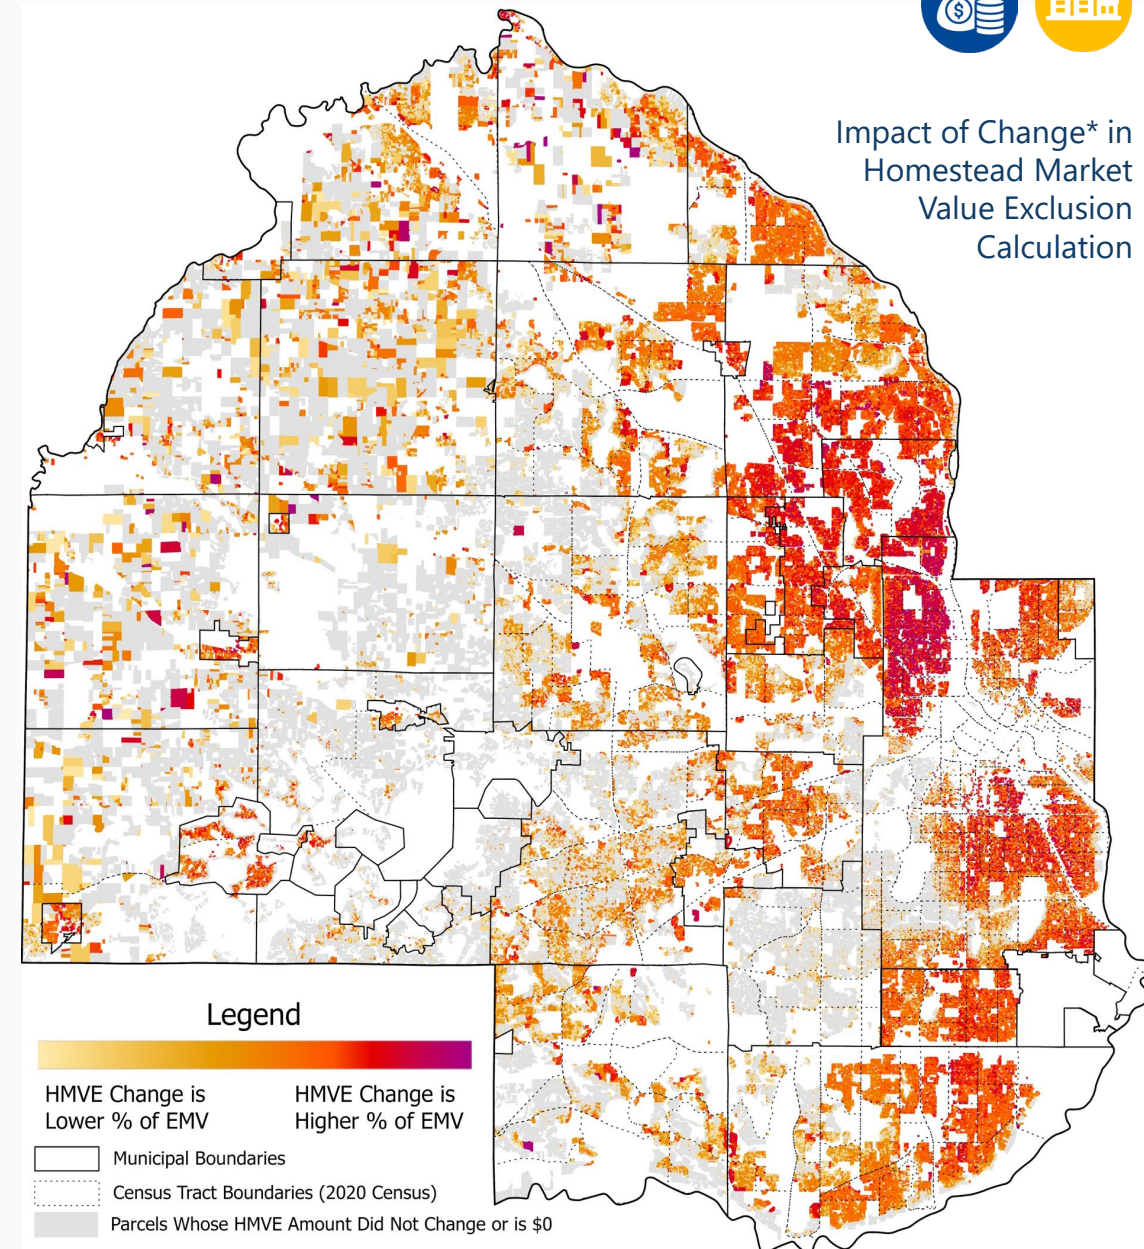 $
Impact of Change* in
Homestead Market
Value Exclusion
Calculation
Legend
HMVE Change is
Lower % of EMV
HMVE Change is
Higher % of EMV
Municipal Boundaries
Census Tract Boundaries (2020 Census)
Parcels Whose HMVE Amount Did Not Change or is $0